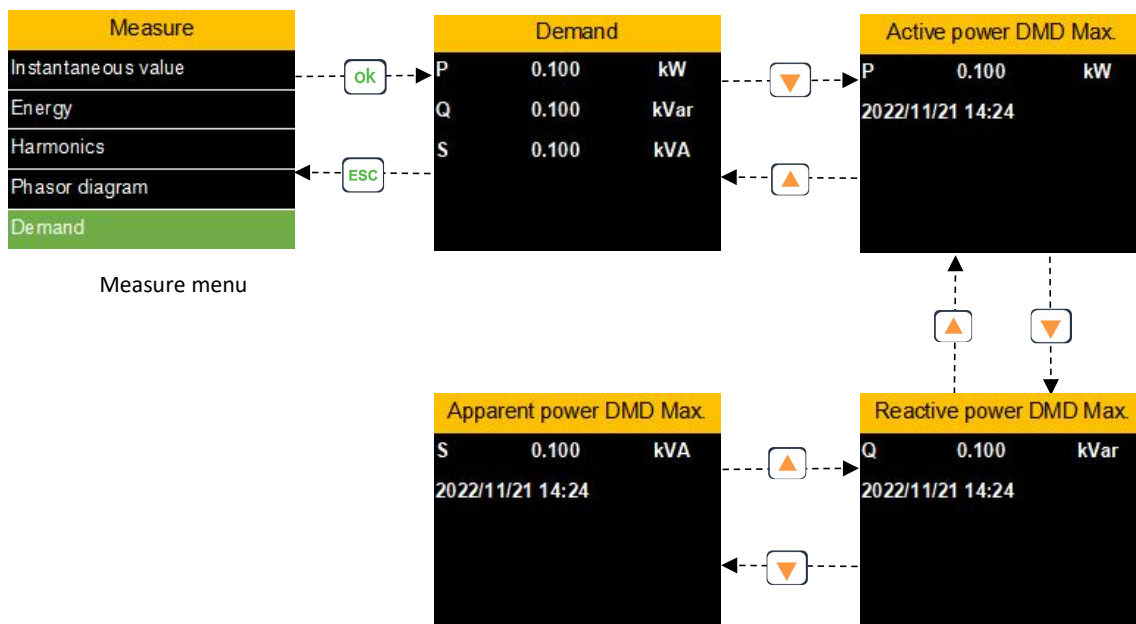 Measure
Instantaneous value
Energy
Harmonics
Phasor diagram
Demand
Measure menu
ok
ESC
Demand
P 0.100 kW
Q 0.100 kVar
S 0.100 kVA
Active power DMD Max.
P 0.100 kW
2022/11/21 14:24
Apparent power DMD Max.
S 0.100 kVA
2022/11/21 14:24
Reactive power DMD Max.
Q 0.100 kVar
2022/11/21 14:24